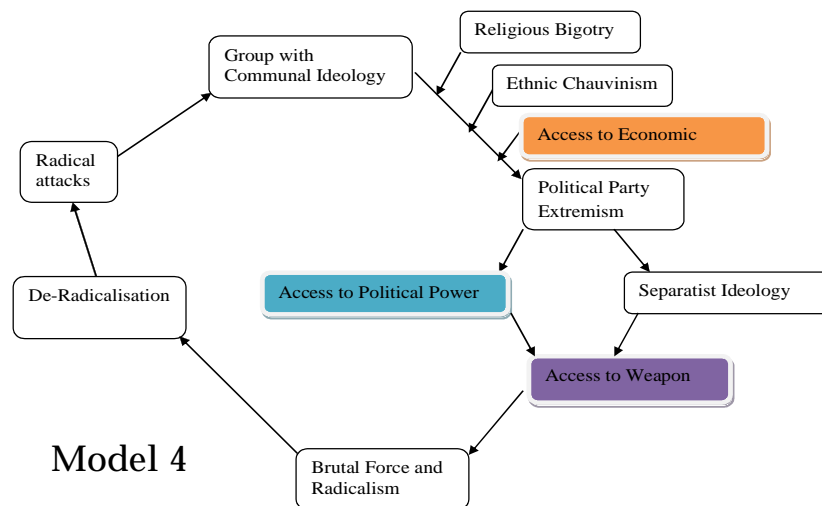 Religious Bigotry
Group with
Communal Ideology
Ethnic Chauvinism
Access to Economic
Radical
attacks
Political Party
Extremism
De-Radicalisation
Access to Political Power
Separatist Ideology
Access to Weapon
Model 4
Brutal Force and
Radicalism